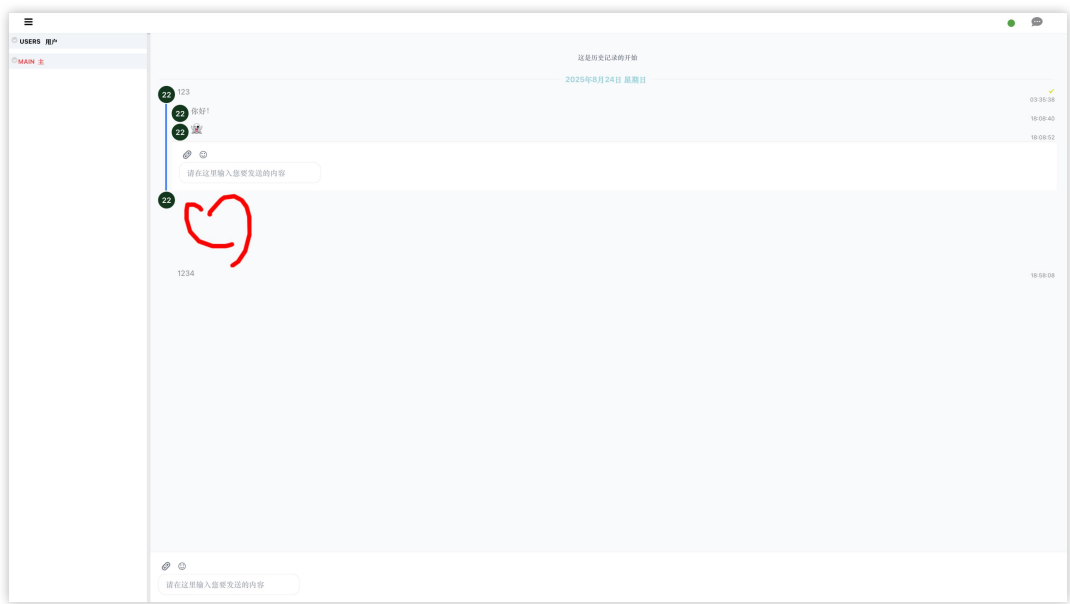 USERS 用户
MAIN 主
这是历史记录的开始
2025年8月24日 星期日
22 123
03:35:38
22 你好!
18:08:40
22
18:08:52
请在这里输入您要发送的内容
22
1234
18:58:08
请在这里输入您要发送的内容